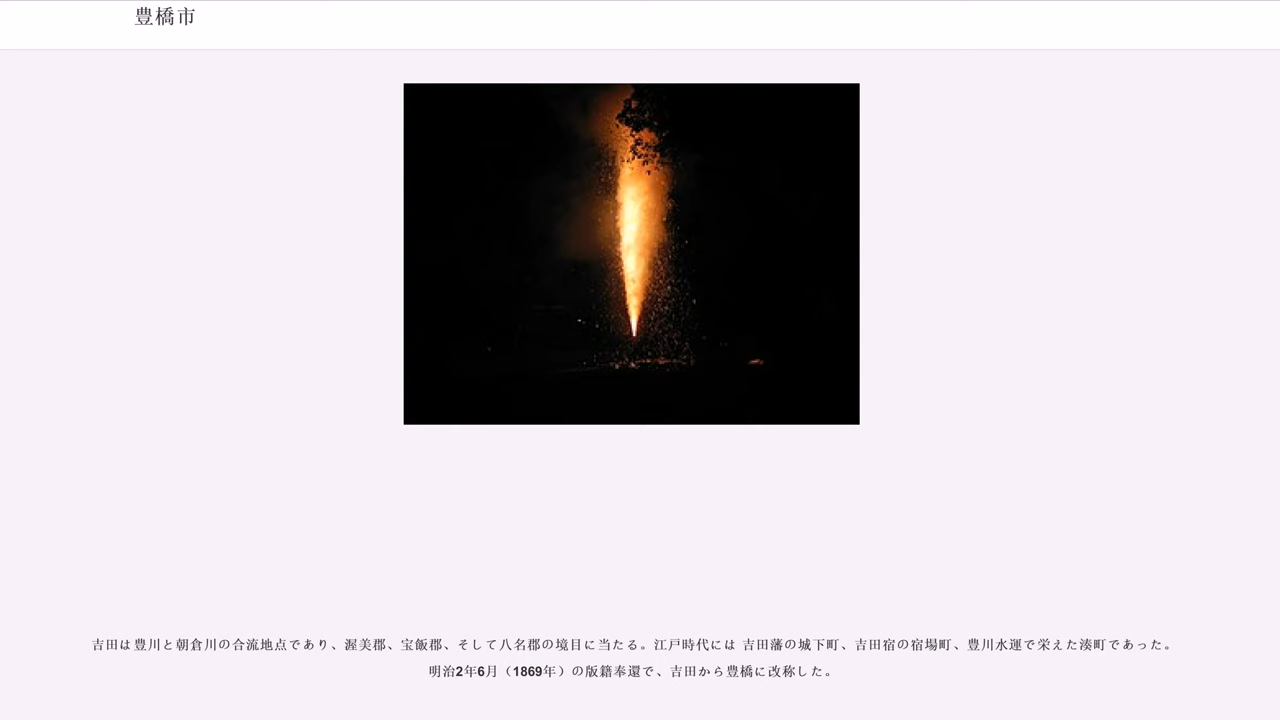 豊橋市
吉田は豊川と朝倉川の合流地点であり、渥美郡、宝飯郡、そして八名郡の境目に当たる。江戸時代には 吉田藩の城下町、吉田宿の宿場町、豊川水運で栄えた湊町であった。
明治2年6月（1869年）の版籍奉還で、吉田から豊橋に改称した。